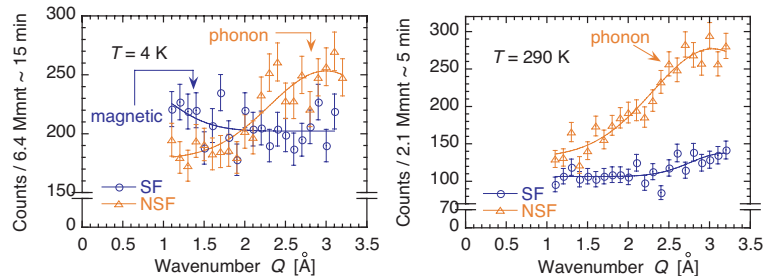 300
250
200
150
0
Counts / 6.4 Mmnt ~ 15 min
T = 4 K
phonon
magnetic
SF
NSF
0 0.5 1 1.5 2 2.5 3 3.5
Wavenumber Q [Å]
300
250
200
150
100
70
0
Counts / 2.1 Mmnt ~ 5 min
T = 290 K
phonon
SF
NSF
0 0.5 1 1.5 2 2.5 3 3.5
Wavenumber Q [Å]